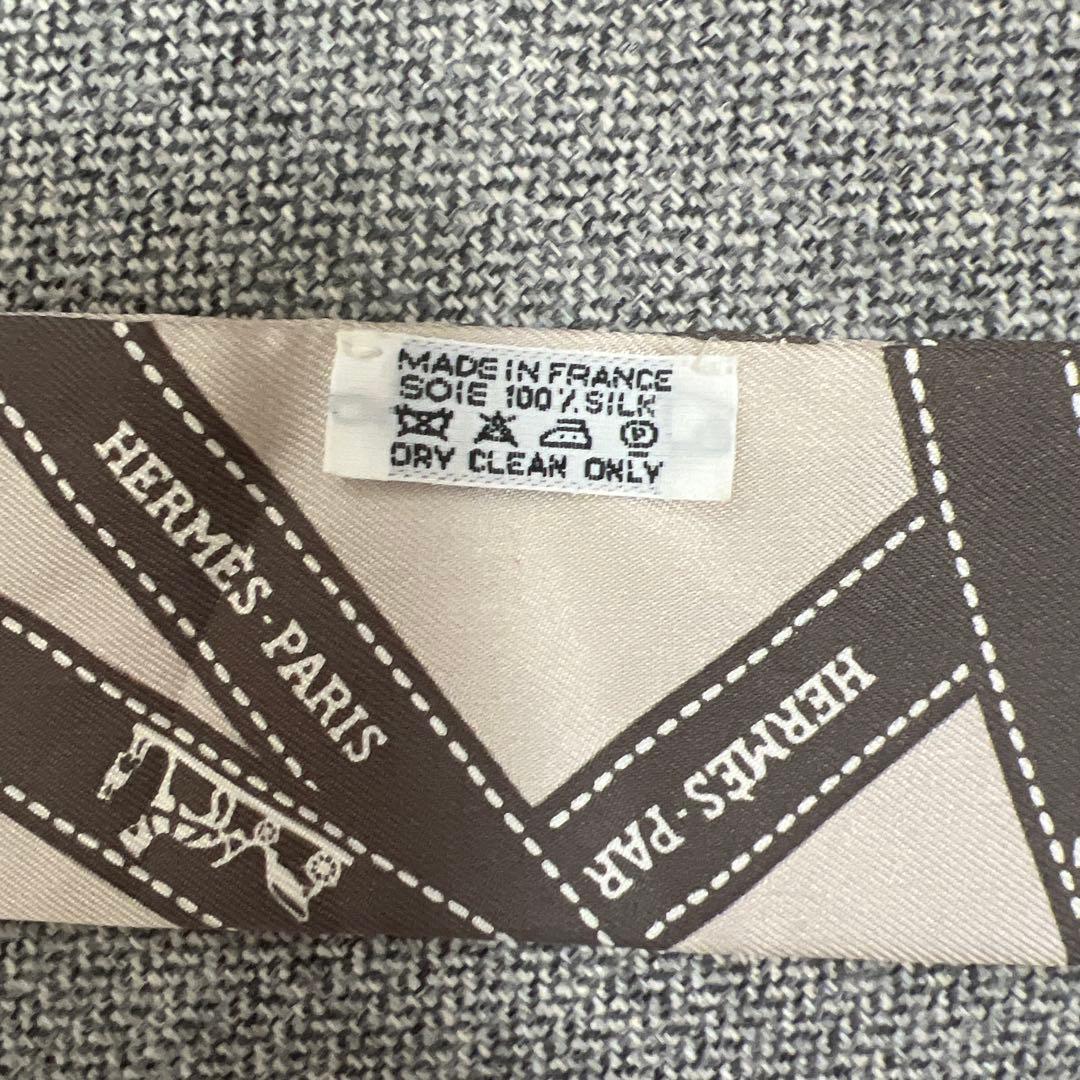 MADE IN FRANCE
SOIE 100% SILK
P
DRY CLEAN ONLY
HERMÈS·PARIS
HERMÈS·PAR